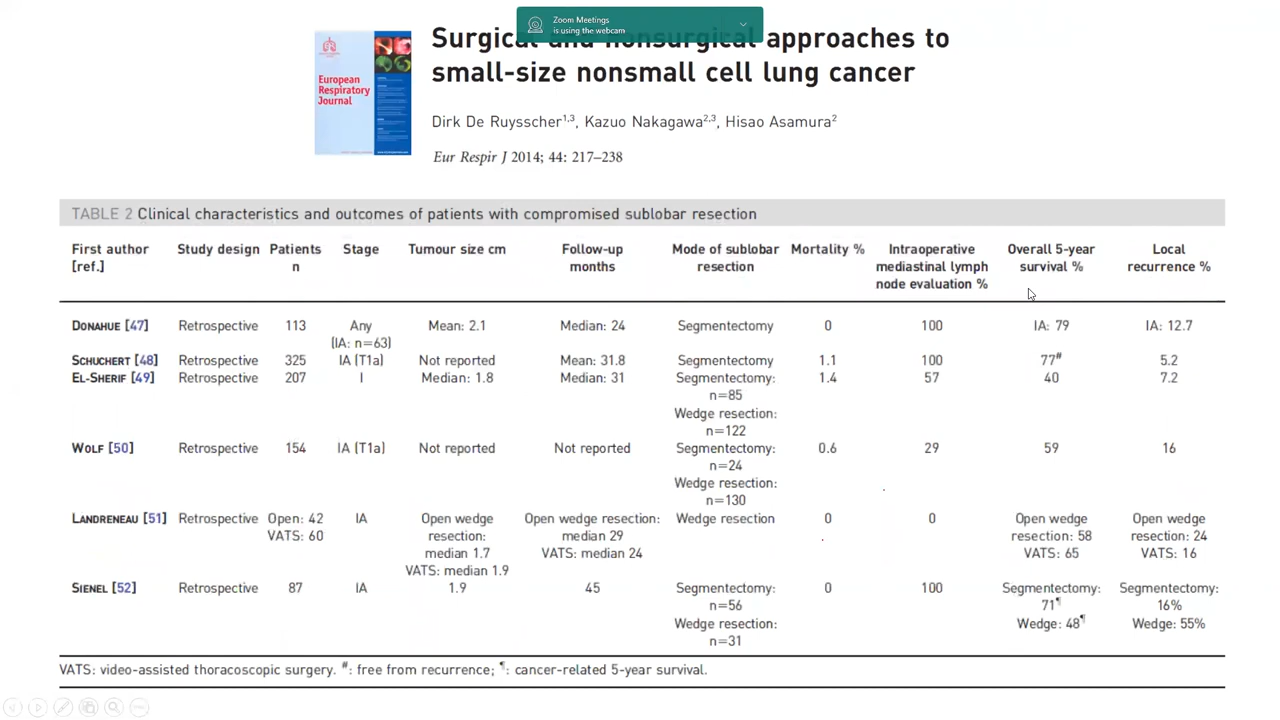 Zoom Meetings
is using the webcam
Surgical and nonsurgical approaches to
small-size nonsmall cell lung cancer
European
Respiratory
Journal
Dirk De Ruysscher1,3, Kazuo Nakagawa2,3, Hisao Asamura2
Eur Respir J 2014; 44: 217–238
TABLE 2 Clinical characteristics and outcomes of patients with compromised sublobar resection
First author [ref.] Study design Patients n Stage Tumour size cm Follow-up months Mode of sublobar resection Mortality % Intraoperative mediastinal lymph node evaluation % Overall 5-year survival % Local recurrence %
DONAHUE [47] Retrospective 113 Any (IA: n=63) Mean: 2.1 Median: 24 Segmentectomy 0 100 IA: 79 IA: 12.7
SCHUCHERT [48] Retrospective 325 IA (T1a) Not reported Mean: 31.8 Segmentectomy 1.1 100 77# 5.2
EL-SHERIF [49] Retrospective 207 I Median: 1.8 Median: 31 Segmentectomy: n=85 Wedge resection: n=122 1.4 57 40 7.2
WOLF [50] Retrospective 154 IA (T1a) Not reported Not reported Segmentectomy: n=24 Wedge resection: n=130 0.6 29 59 16
LANDRENEAU [51] Retrospective Open: 42 VATS: 60 IA Open wedge resection: median 1.7 VATS: median 1.9 Open wedge resection: median 29 VATS: median 24 Wedge resection 0 0 Open wedge resection: 58 VATS: 65 Open wedge resection: 24 VATS: 16
SIENEL [52] Retrospective 87 IA 1.9 45 Segmentectomy: n=56 Wedge resection: n=31 0 100 Segmentectomy: 71¶ Wedge: 48¶ Segmentectomy: 16% Wedge: 55%
VATS: video-assisted thoracoscopic surgery. #: free from recurrence; ¶: cancer-related 5-year survival.